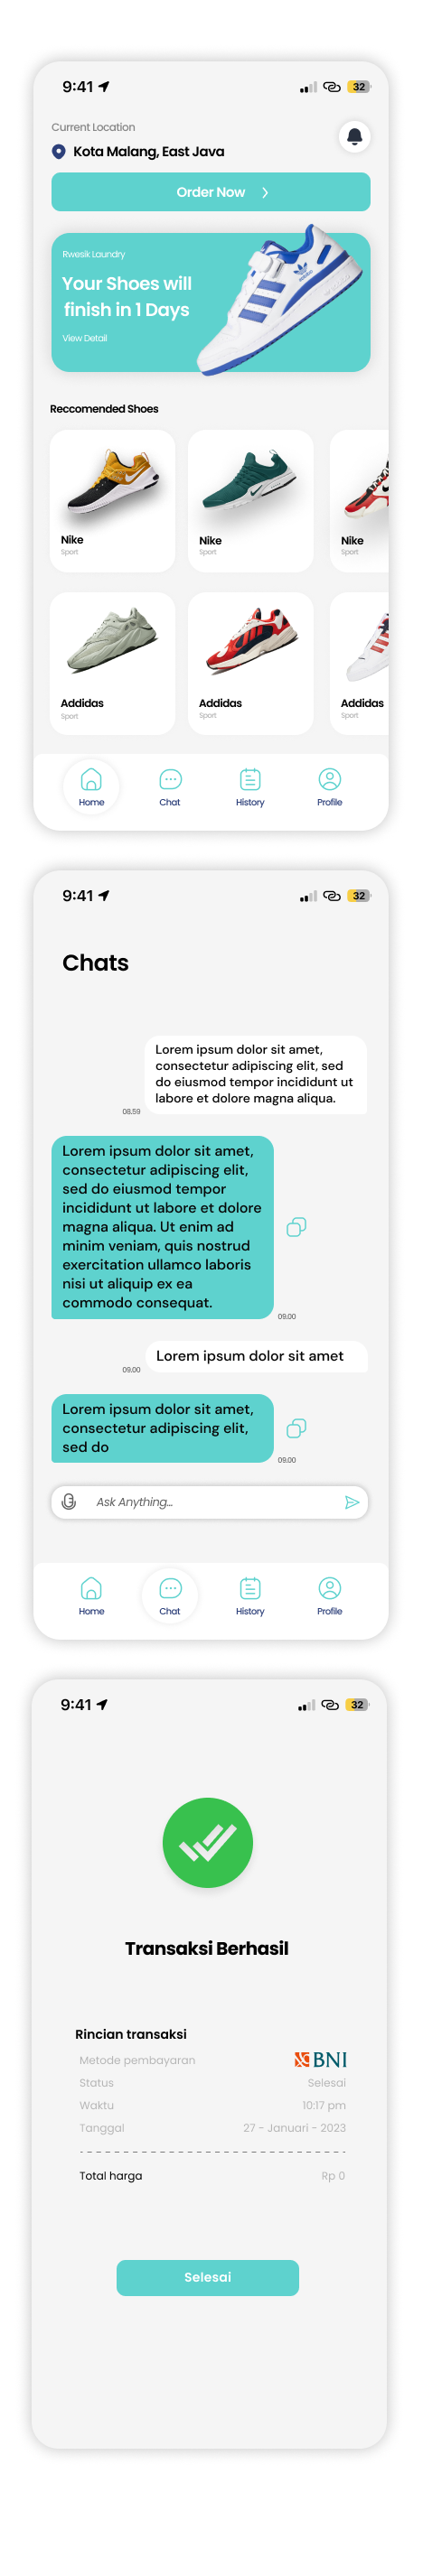 9:41
32
Current Location
Kota Malang, East Java
Order Now
Rwesik Laundry
Your Shoes will
finish in 1 Days
View Detail
adidas
Reccomended Shoes
Nike
Sport
Nike
Sport
Nike
Sport
Addidas
Sport
Addidas
Sport
Addidas
Sport
Home
Chat
History
Profile
9:41
32
Chats
Lorem ipsum dolor sit amet,
consectetur adipiscing elit, sed
do eiusmod tempor incididunt ut
labore et dolore magna aliqua.
08.59
Lorem ipsum dolor sit amet,
consectetur adipiscing elit,
sed do eiusmod tempor
incididunt ut labore et dolore
magna aliqua. Ut enim ad
minim veniam, quis nostrud
exercitation ullamco laboris
nisi ut aliquip ex ea
commodo consequat.
09.00
Lorem ipsum dolor sit amet
09.00
Lorem ipsum dolor sit amet,
consectetur adipiscing elit,
sed do
09.00
Ask Anything...
Home
Chat
History
Profile
9:41
32
Transaksi Berhasil
Rincian transaksi
Metode pembayaran
BNI
Status
Selesai
Waktu
10:17 pm
Tanggal
27 - Januari - 2023
Total harga
Rp 0
Selesai